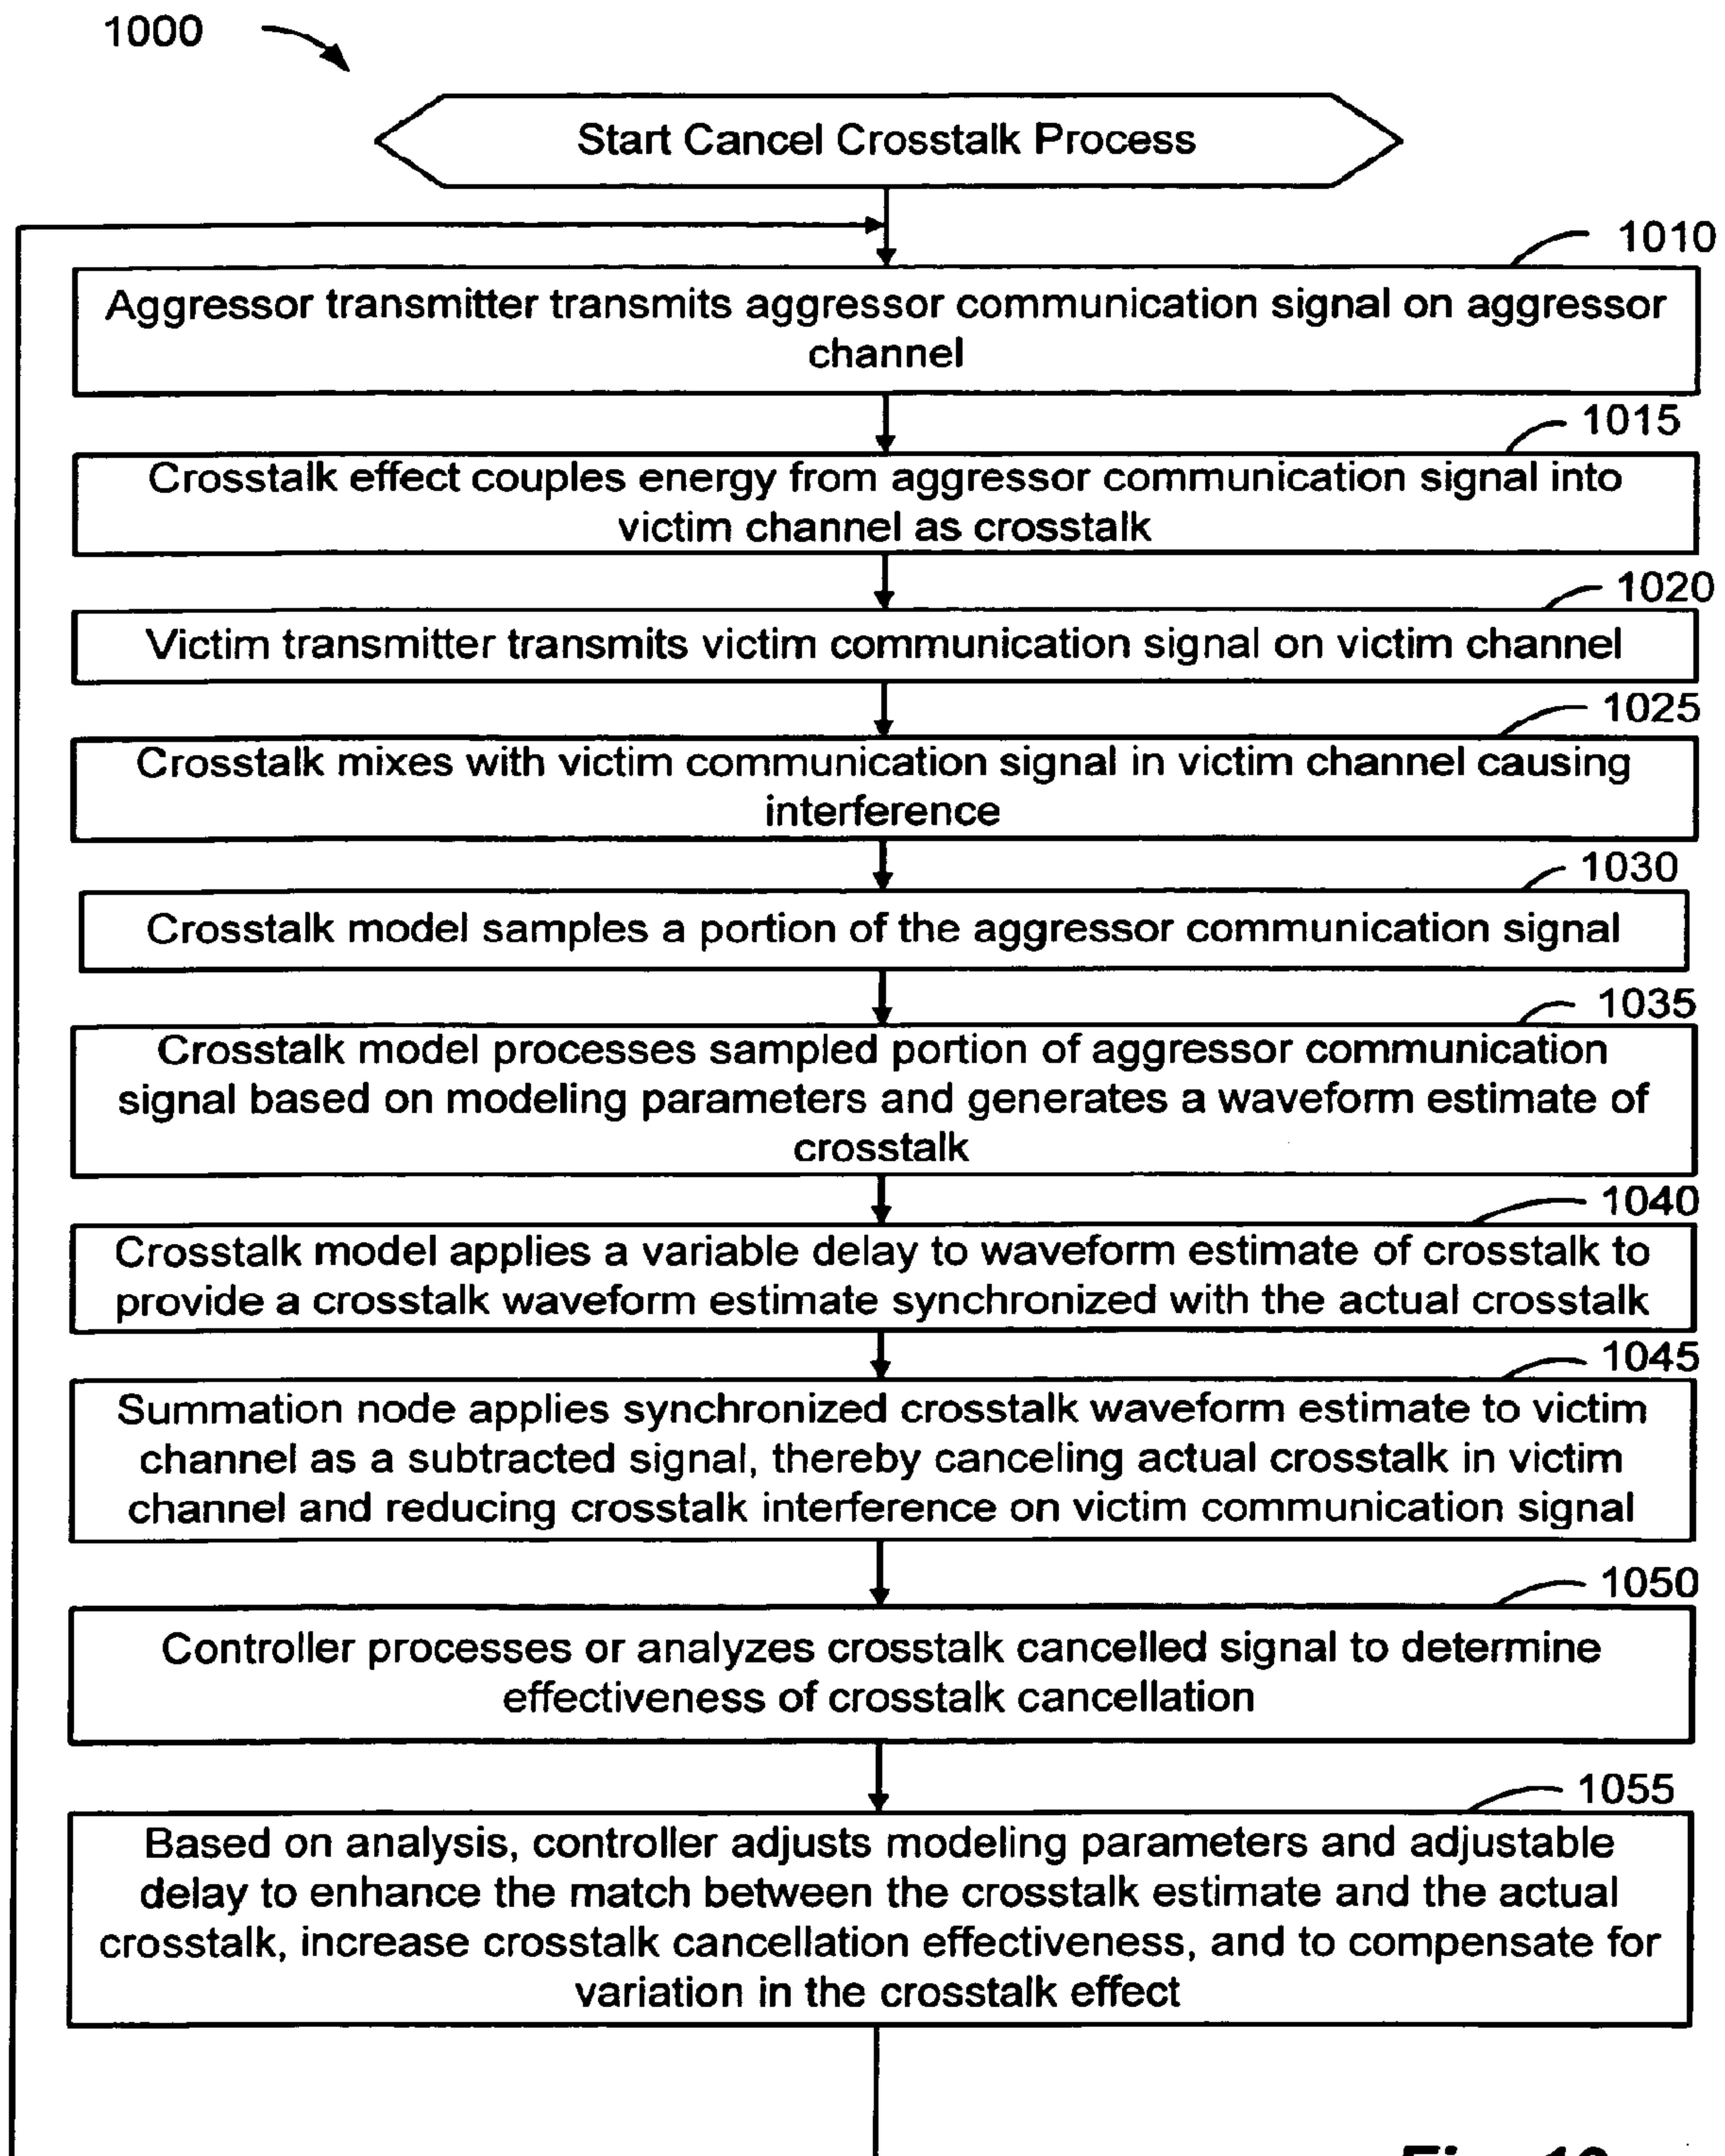 1000
Start Cancel Crosstalk Process
1010
Aggressor transmitter transmits aggressor communication signal on aggressor
channel
1015
Crosstalk effect couples energy from aggressor communication signal into
victim channel as crosstalk
1020
Victim transmitter transmits victim communication signal on victim channel
1025
Crosstalk mixes with victim communication signal in victim channel causing
interference
1030
Crosstalk model samples a portion of the aggressor communication signal
1035
Crosstalk model processes sampled portion of aggressor communication
signal based on modeling parameters and generates a waveform estimate of
crosstalk
1040
Crosstalk model applies a variable delay to waveform estimate of crosstalk to
provide a crosstalk waveform estimate synchronized with the actual crosstalk
1045
Summation node applies synchronized crosstalk waveform estimate to victim
channel as a subtracted signal, thereby canceling actual crosstalk in victim
channel and reducing crosstalk interference on victim communication signal
1050
Controller processes or analyzes crosstalk cancelled signal to determine
effectiveness of crosstalk cancellation
1055
Based on analysis, controller adjusts modeling parameters and adjustable
delay to enhance the match between the crosstalk estimate and the actual
crosstalk, increase crosstalk cancellation effectiveness, and to compensate for
variation in the crosstalk effect